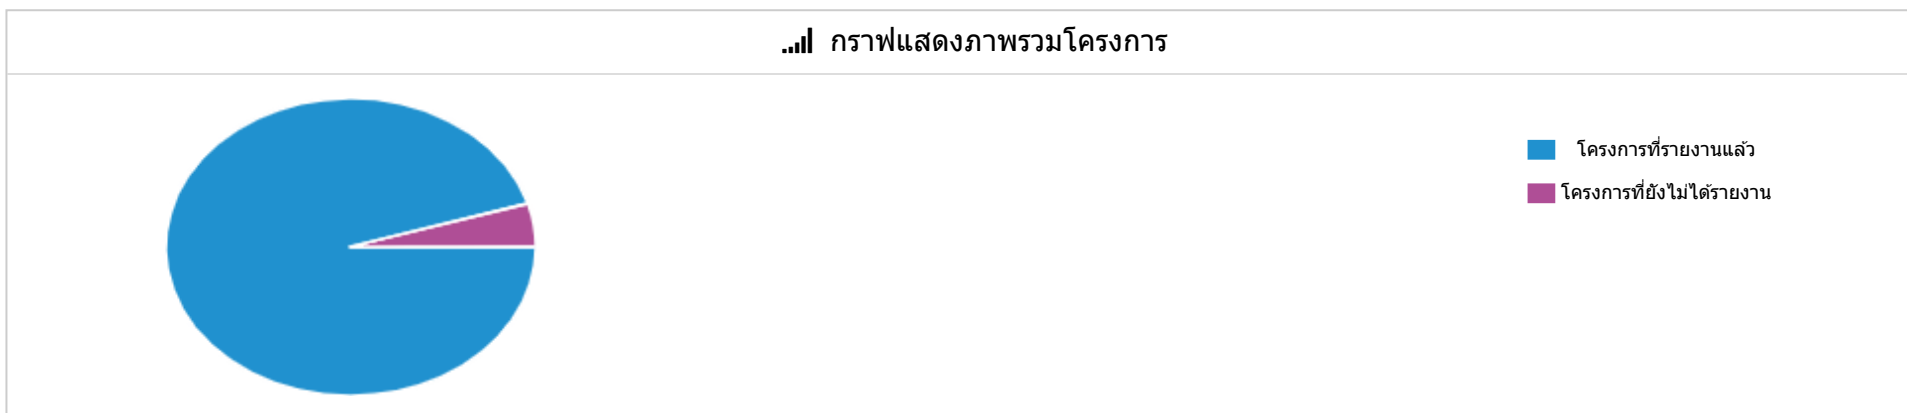 กราฟแสดงภาพรวมโครงการ
โครงการที่รายงานแล้ว
โครงการที่ยังไม่ได้รายงาน